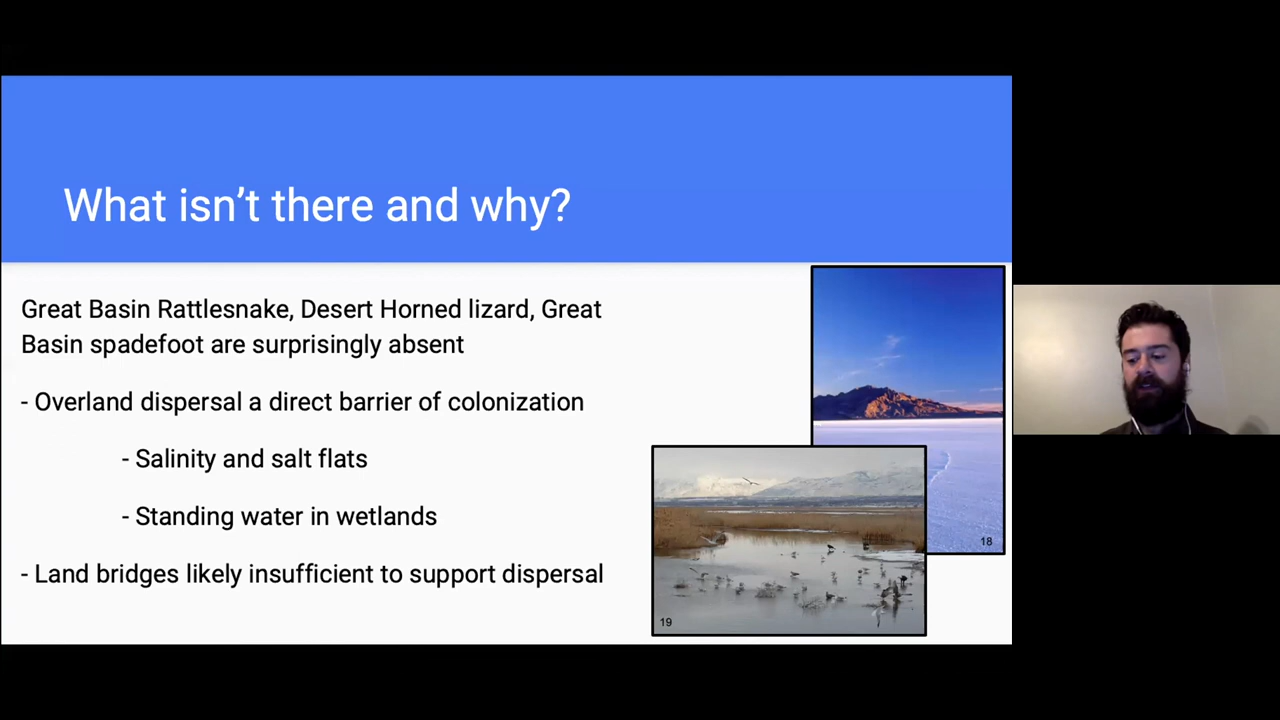 What isn't there and why?
Great Basin Rattlesnake, Desert Horned lizard, Great
Basin spadefoot are surprisingly absent
- Overland dispersal a direct barrier of colonization
- Salinity and salt flats
- Standing water in wetlands
- Land bridges likely insufficient to support dispersal
18
19